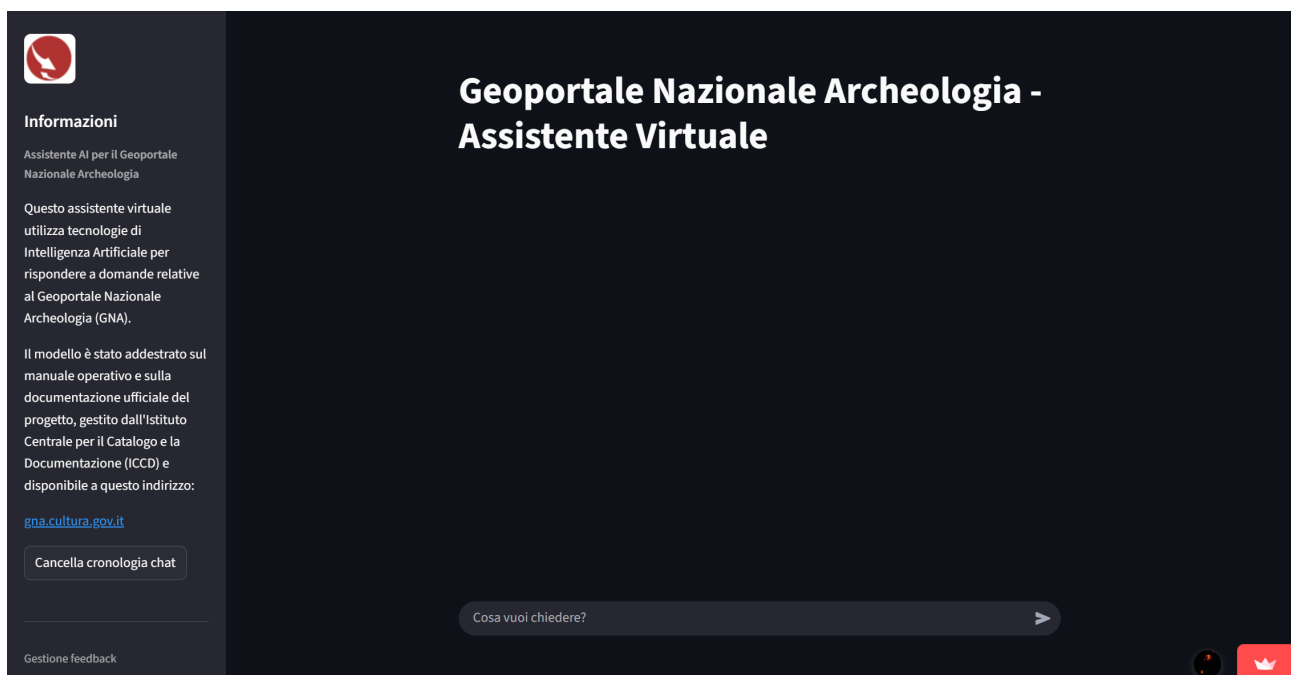 Informazioni
Assistente AI per il Geoportale
Nazionale Archeologia
Questo assistente virtuale
utilizza tecnologie di
Intelligenza Artificiale per
rispondere a domande relative
al Geoportale Nazionale
Archeologia (GNA).
Il modello è stato addestrato sul
manuale operativo e sulla
documentazione ufficiale del
progetto, gestito dall'Istituto
Centrale per il Catalogo e la
Documentazione (ICCD) e
disponibile a questo indirizzo:
gna.cultura.gov.it
Cancella cronologia chat
Gestione feedback
Geoportale Nazionale Archeologia -
Assistente Virtuale
Cosa vuoi chiedere?